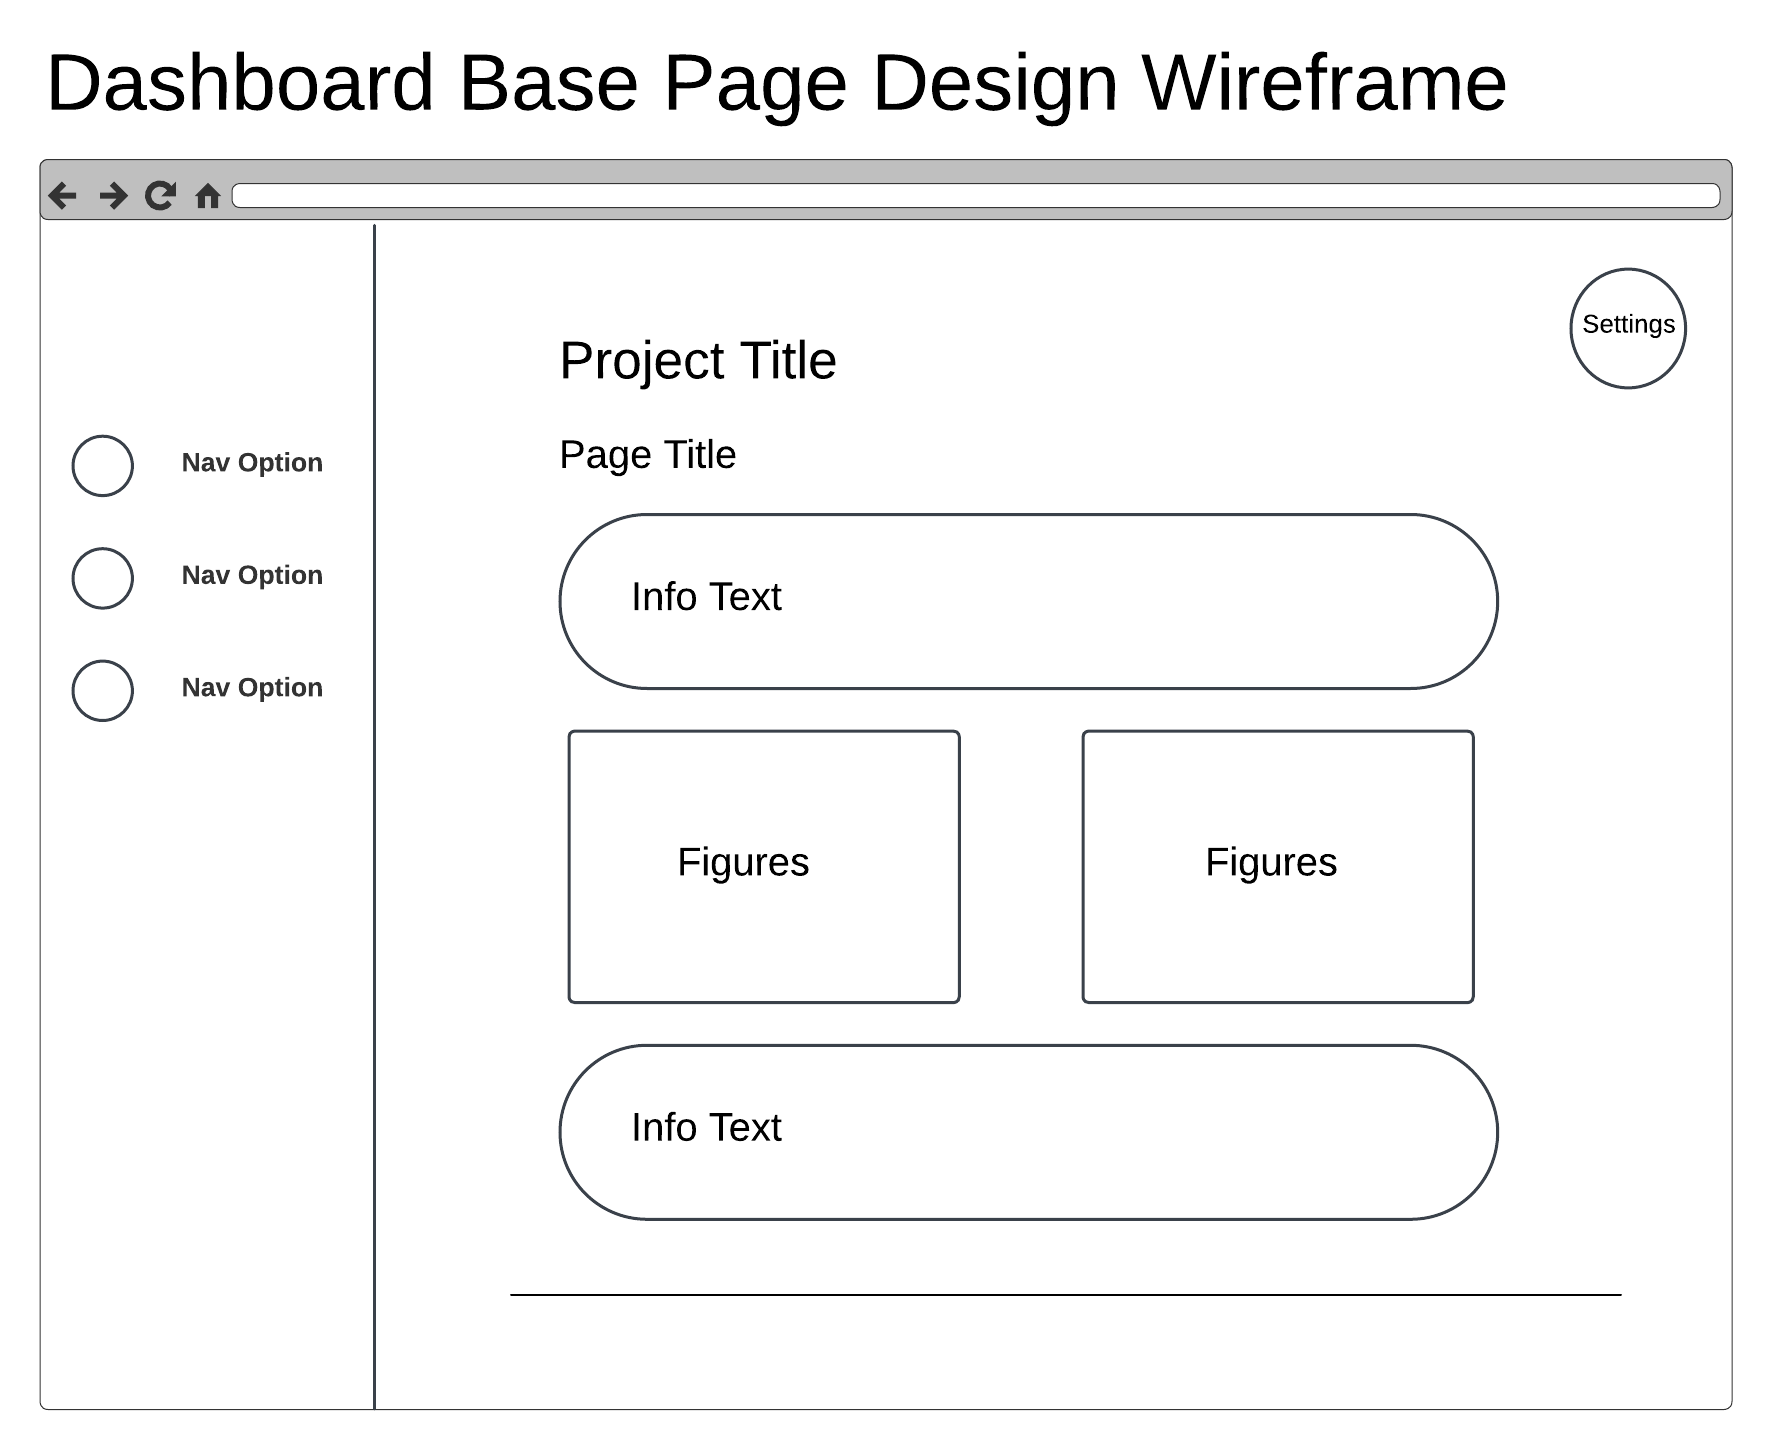 Dashboard Base Page Design Wireframe
Settings
Project Title
Page Title
Nav Option
Nav Option
Nav Option
Info Text
Figures
Figures
Info Text